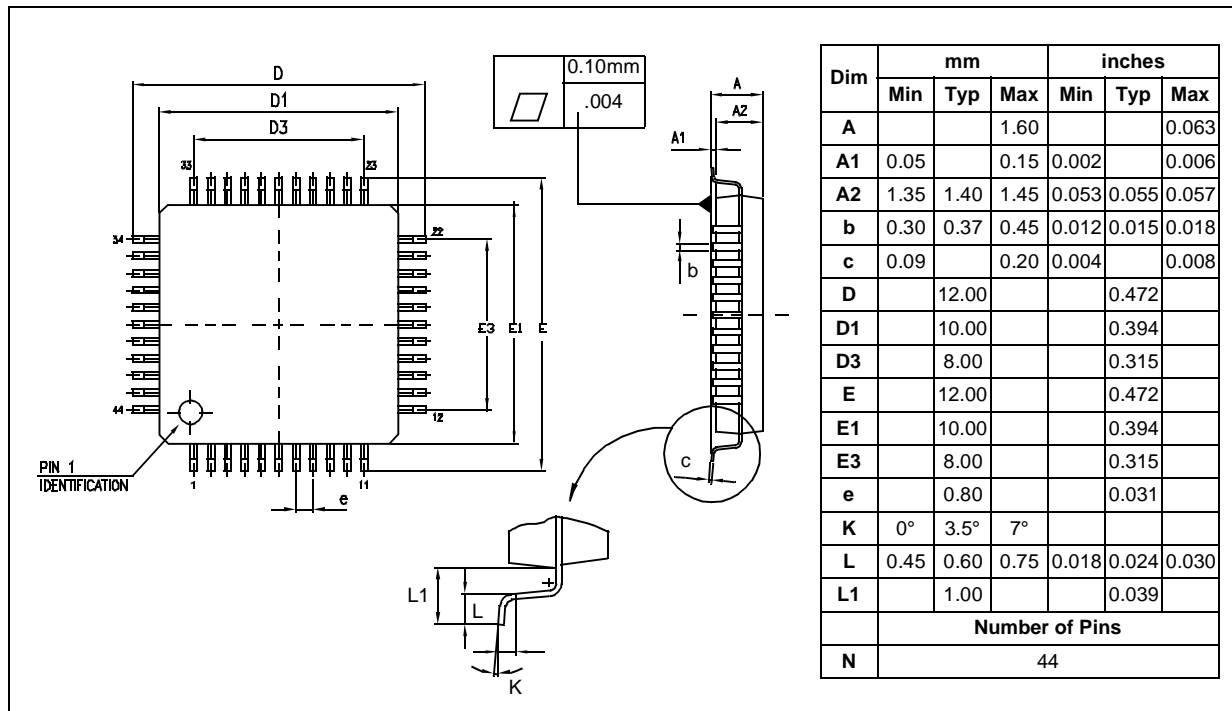 D
D1
D3
33
23
34
22
44
12
E3
E1
E
PIN 1
IDENTIFICATION
1
11
e
0.10mm
.004
A
A2
A1
b
c
L1
L
K
Dim mm inches
Min Typ Max Min Typ Max
A 1.60 0.063
A1 0.05 0.15 0.002 0.006
A2 1.35 1.40 1.45 0.053 0.055 0.057
b 0.30 0.37 0.45 0.012 0.015 0.018
c 0.09 0.20 0.004 0.008
D 12.00 0.472
D1 10.00 0.394
D3 8.00 0.315
E 12.00 0.472
E1 10.00 0.394
E3 8.00 0.315
e 0.80 0.031
K 0° 3.5° 7°
L 0.45 0.60 0.75 0.018 0.024 0.030
L1 1.00 0.039
Number of Pins
N 44